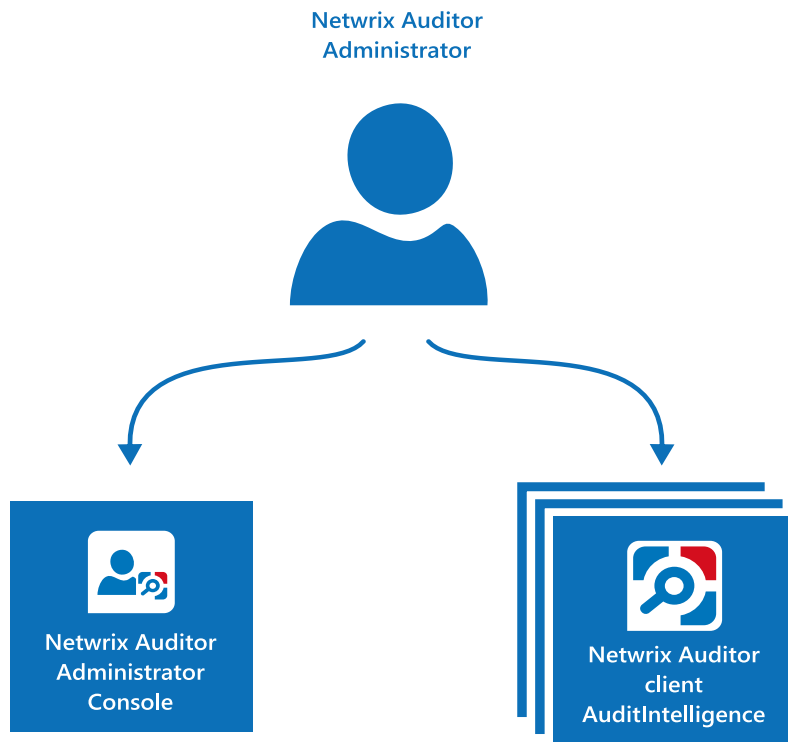 Netwrix Auditor
Administrator
Netwrix Auditor
Administrator
Console
Netwrix Auditor
client
AuditIntelligence